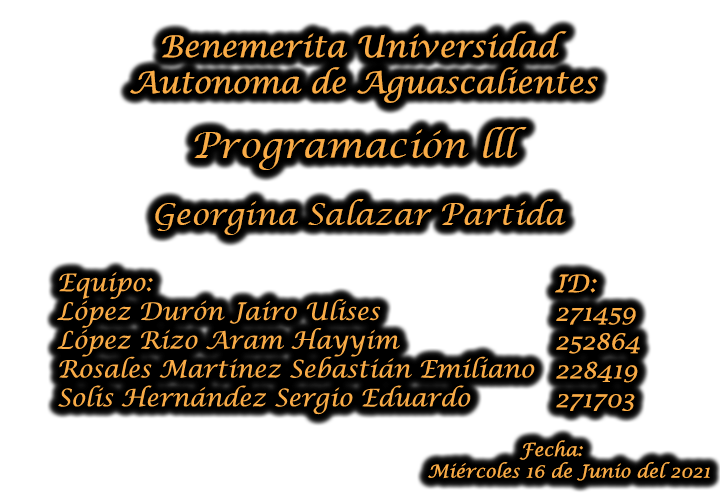 Benemerita Universidad
Autonoma de Aguascalientes
Programación lll
Georgina Salazar Partida
Equipo: ID:
López Durón Jairo Ulises 271459
López Rizo Aram Hayyim 252864
Rosales Martínez Sebastián Emiliano 228419
Solís Hernández Sergio Eduardo 271703
Fecha:
Miércoles 16 de Junio del 2021